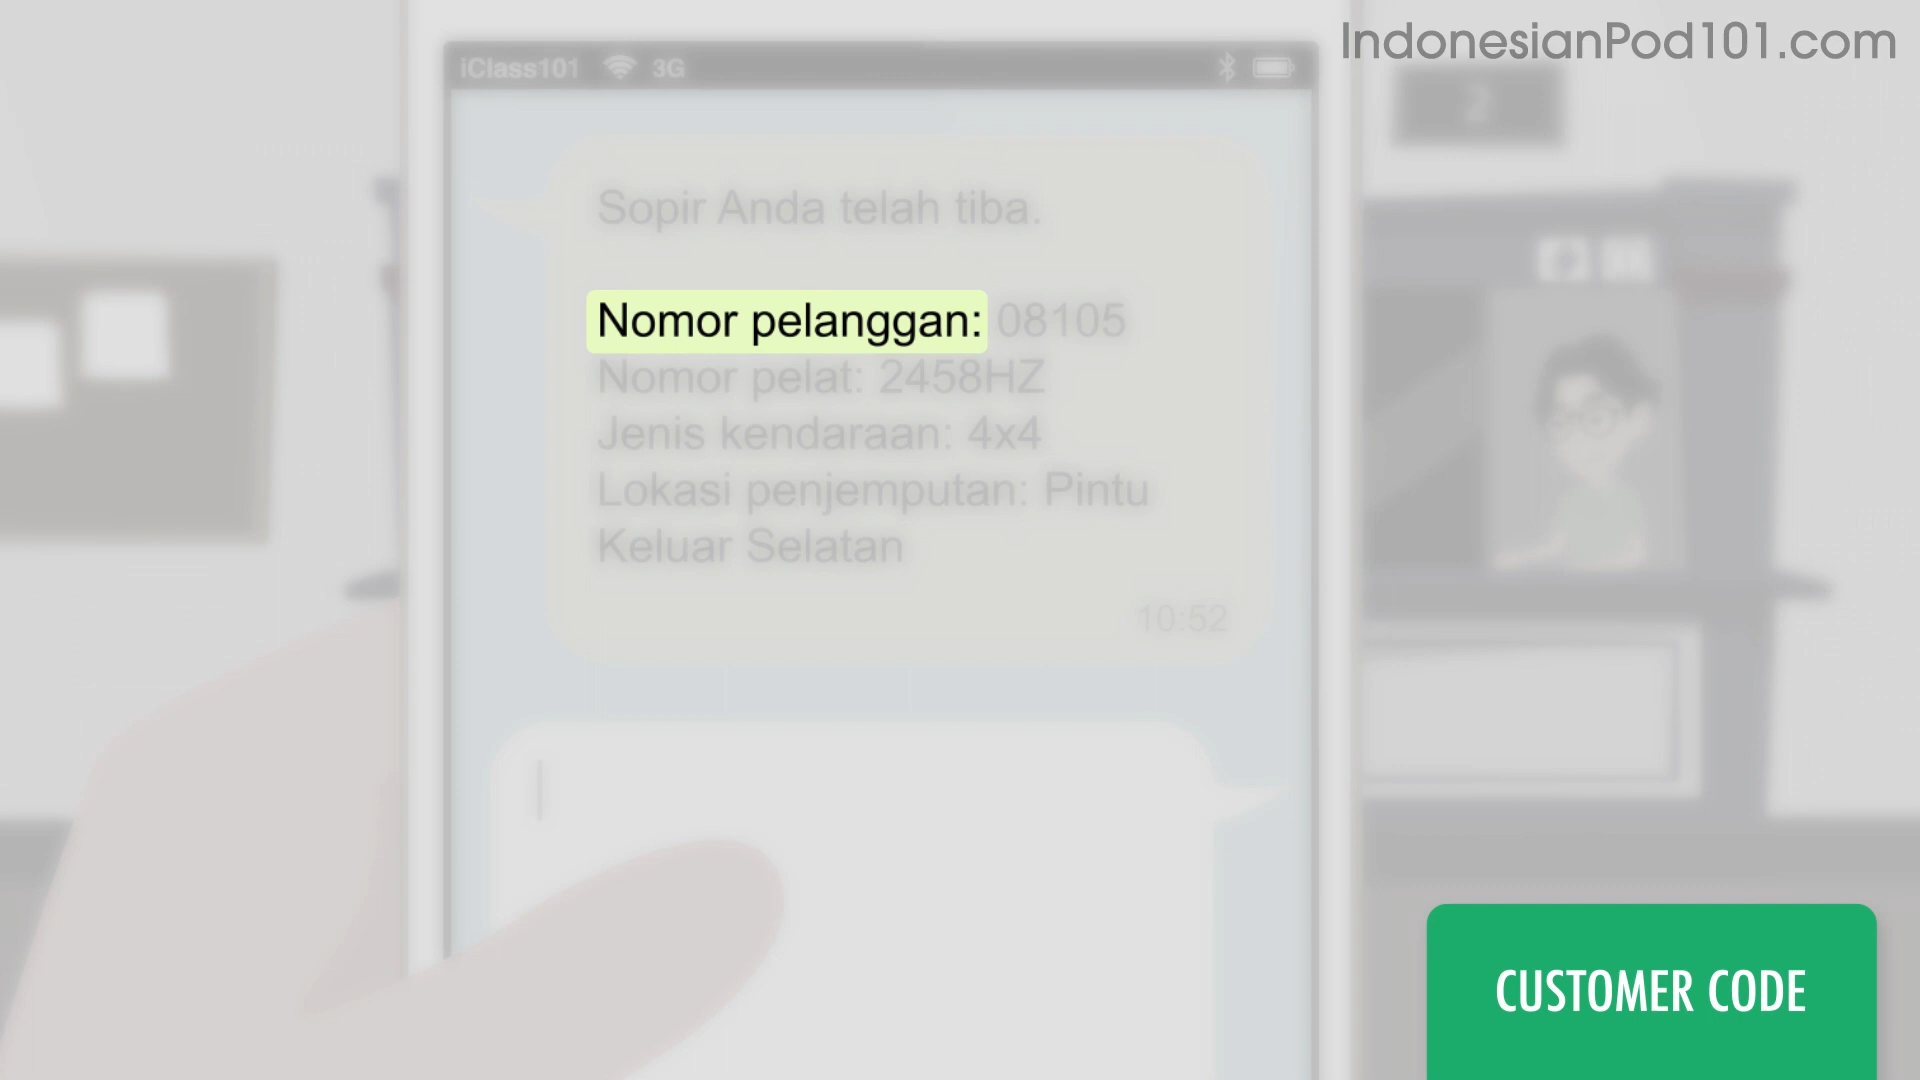 IndonesianPod101.com
iClass101 3G
2
Sopir Anda telah tiba.
Nomor pelanggan: 08105
Nomor pelat: 2458HZ
Jenis kendaraan: 4x4
Lokasi penjemputan: Pintu
Keluar Selatan
10:52
CUSTOMER CODE